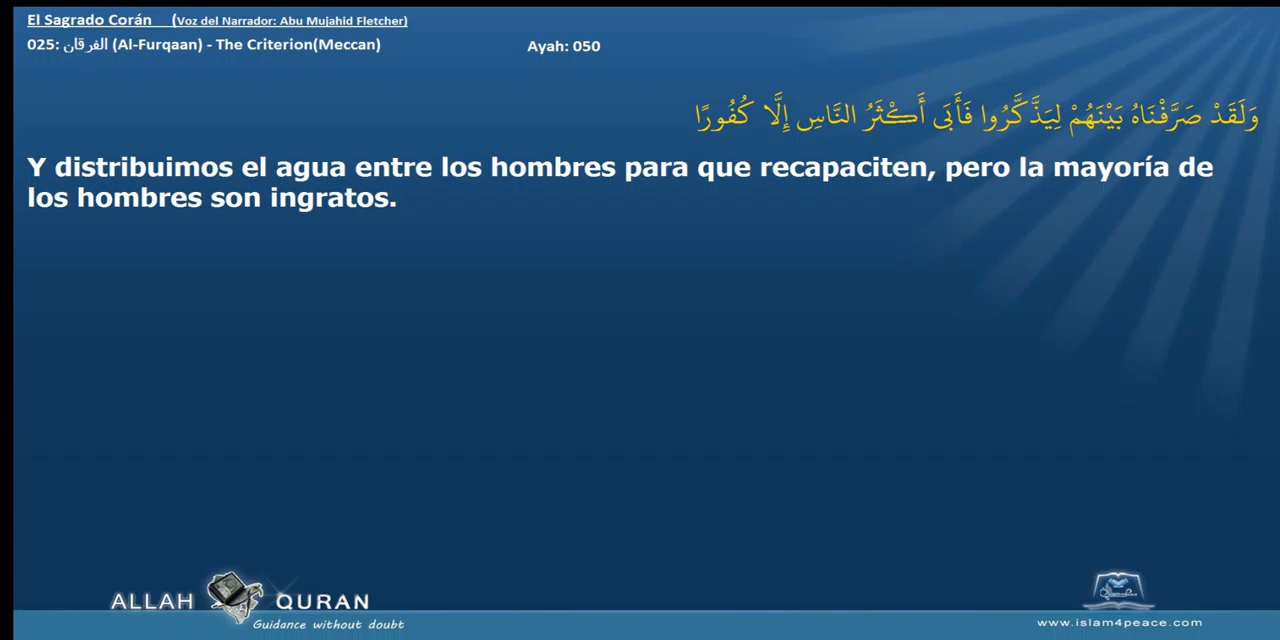 El Sagrado Corán (Voz del Narrador: Abu Mujahid Fletcher)
025: الفرقان (Al-Furqaan) - The Criterion(Meccan) Ayah: 050
وَلَقَدْ صَرَّفْنَاهُ بَيْنَهُمْ لِيَذَّكَّرُوا فَأَبَى أَكْثَرُ النَّاسِ إِلَّا كُفُورًا
Y distribuimos el agua entre los hombres para que recapaciten, pero la mayoría de
los hombres son ingratos.
ALLAH QURAN
Guidance without doubt
www.islam4peace.com